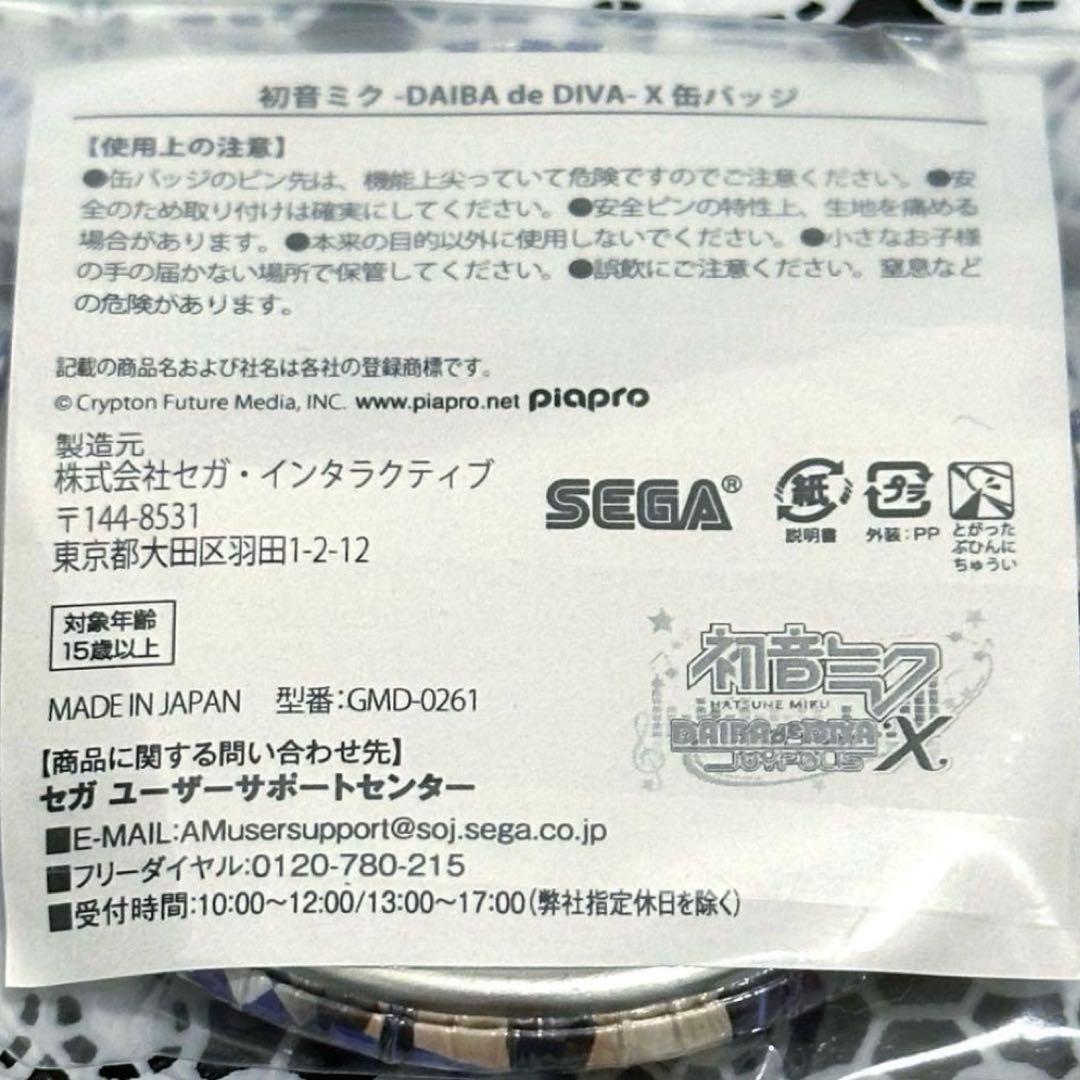 初音ミク -DAIBA de DIVA- X 缶バッジ
【使用上の注意】
●缶バッジのピン先は、機能上尖っていて危険ですのでご注意ください。●安
全のため取り付けは確実にしてください。●安全ピンの特性上、生地を痛める
場合があります。●本来の目的以外に使用しないでください。●小さなお子様
の手の届かない場所で保管してください。●誤飲にご注意ください。窒息など
の危険があります。
記載の商品名および社名は各社の登録商標です。
© Crypton Future Media, INC. www.piapro.net piapro
製造元
株式会社セガ・インタラクティブ
〒144-8531
東京都大田区羽田1-2-12
SEGA®
紙
説明書
プラ
外装:PP
とがった
ぶひんに
ちゅうい
対象年齢
15歳以上
MADE IN JAPAN 型番:GMD-0261
初音ミク
HATSUNE MIKU
DAIBA de DIVA X
JOYPOLIS
【商品に関する問い合わせ先】
セガ ユーザーサポートセンター
■E-MAIL:AMusersupport@soj.sega.co.jp
■フリーダイヤル:0120-780-215
■受付時間:10:00～12:00/13:00～17:00(弊社指定休日を除く)